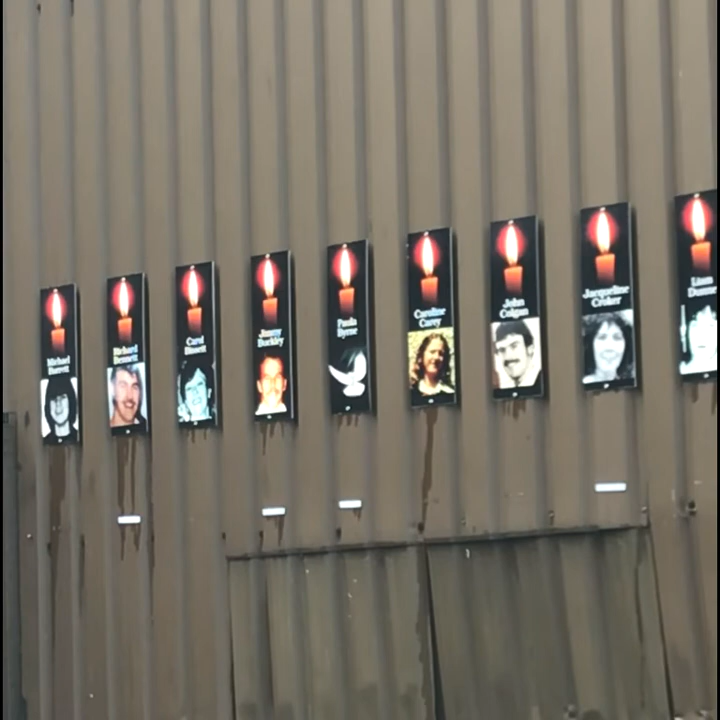 Michael
Barrett
Richard
Bennett
Carol
Bissett
Jimmy
Buckley
Paula
Byrne
Caroline
Carey
John
Colgan
Jacqueline
Croker
Liam
Dunne